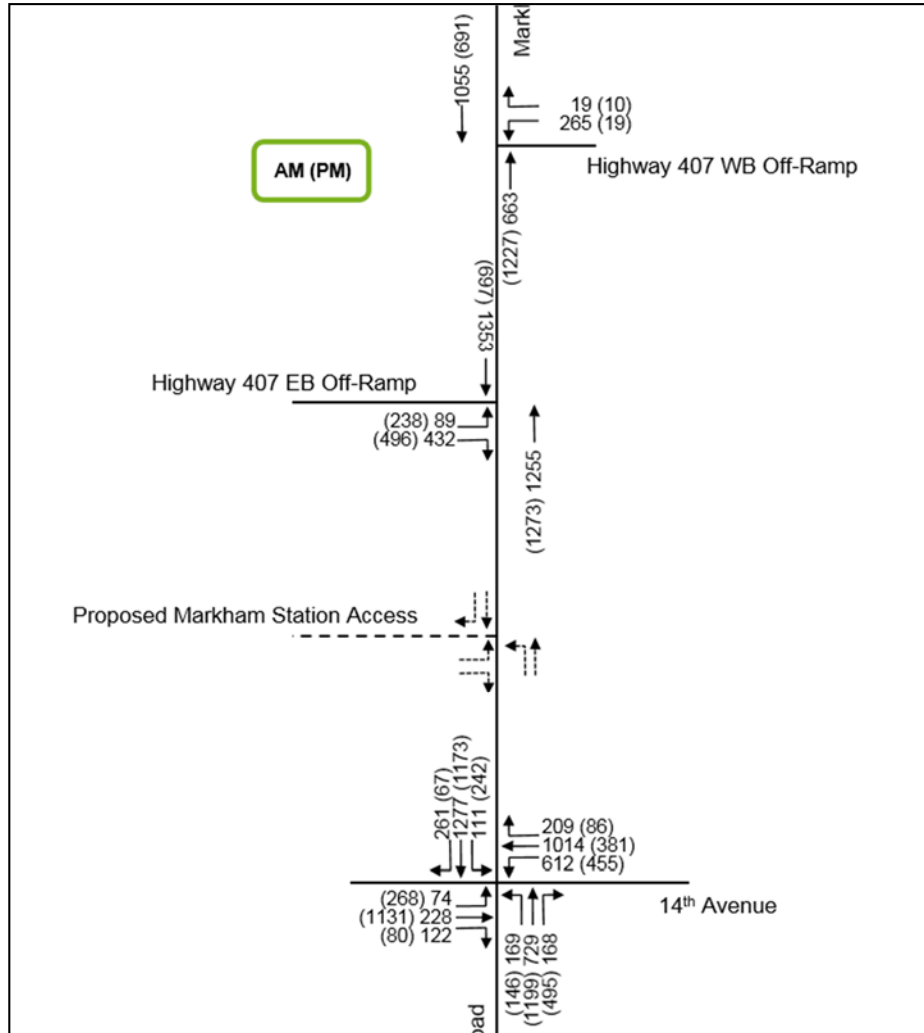 Markh
1055 (691)
19 (10)
265 (19)
AM (PM)
Highway 407 WB Off-Ramp
(1227) 663
(697) 1353
Highway 407 EB Off-Ramp
(238) 89
(496) 432
(1273) 1255
Proposed Markham Station Access
261 (67)
1277 (1173)
111 (242)
209 (86)
1014 (381)
612 (455)
(268) 74
(1131) 228
(80) 122
14th Avenue
(146) 169
(1199) 729
(495) 168
oad